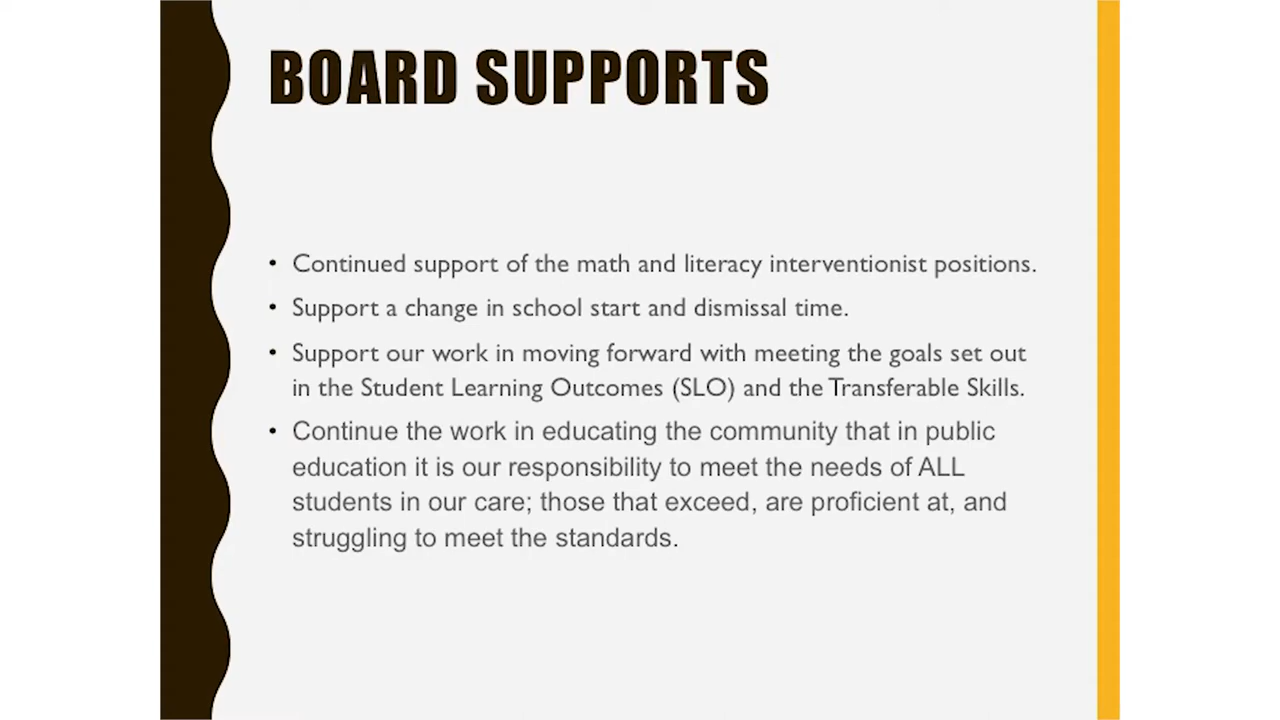 BOARD SUPPORTS
• Continued support of the math and literacy interventionist positions.
• Support a change in school start and dismissal time.
• Support our work in moving forward with meeting the goals set out
in the Student Learning Outcomes (SLO) and the Transferable Skills.
• Continue the work in educating the community that in public
education it is our responsibility to meet the needs of ALL
students in our care; those that exceed, are proficient at, and
struggling to meet the standards.